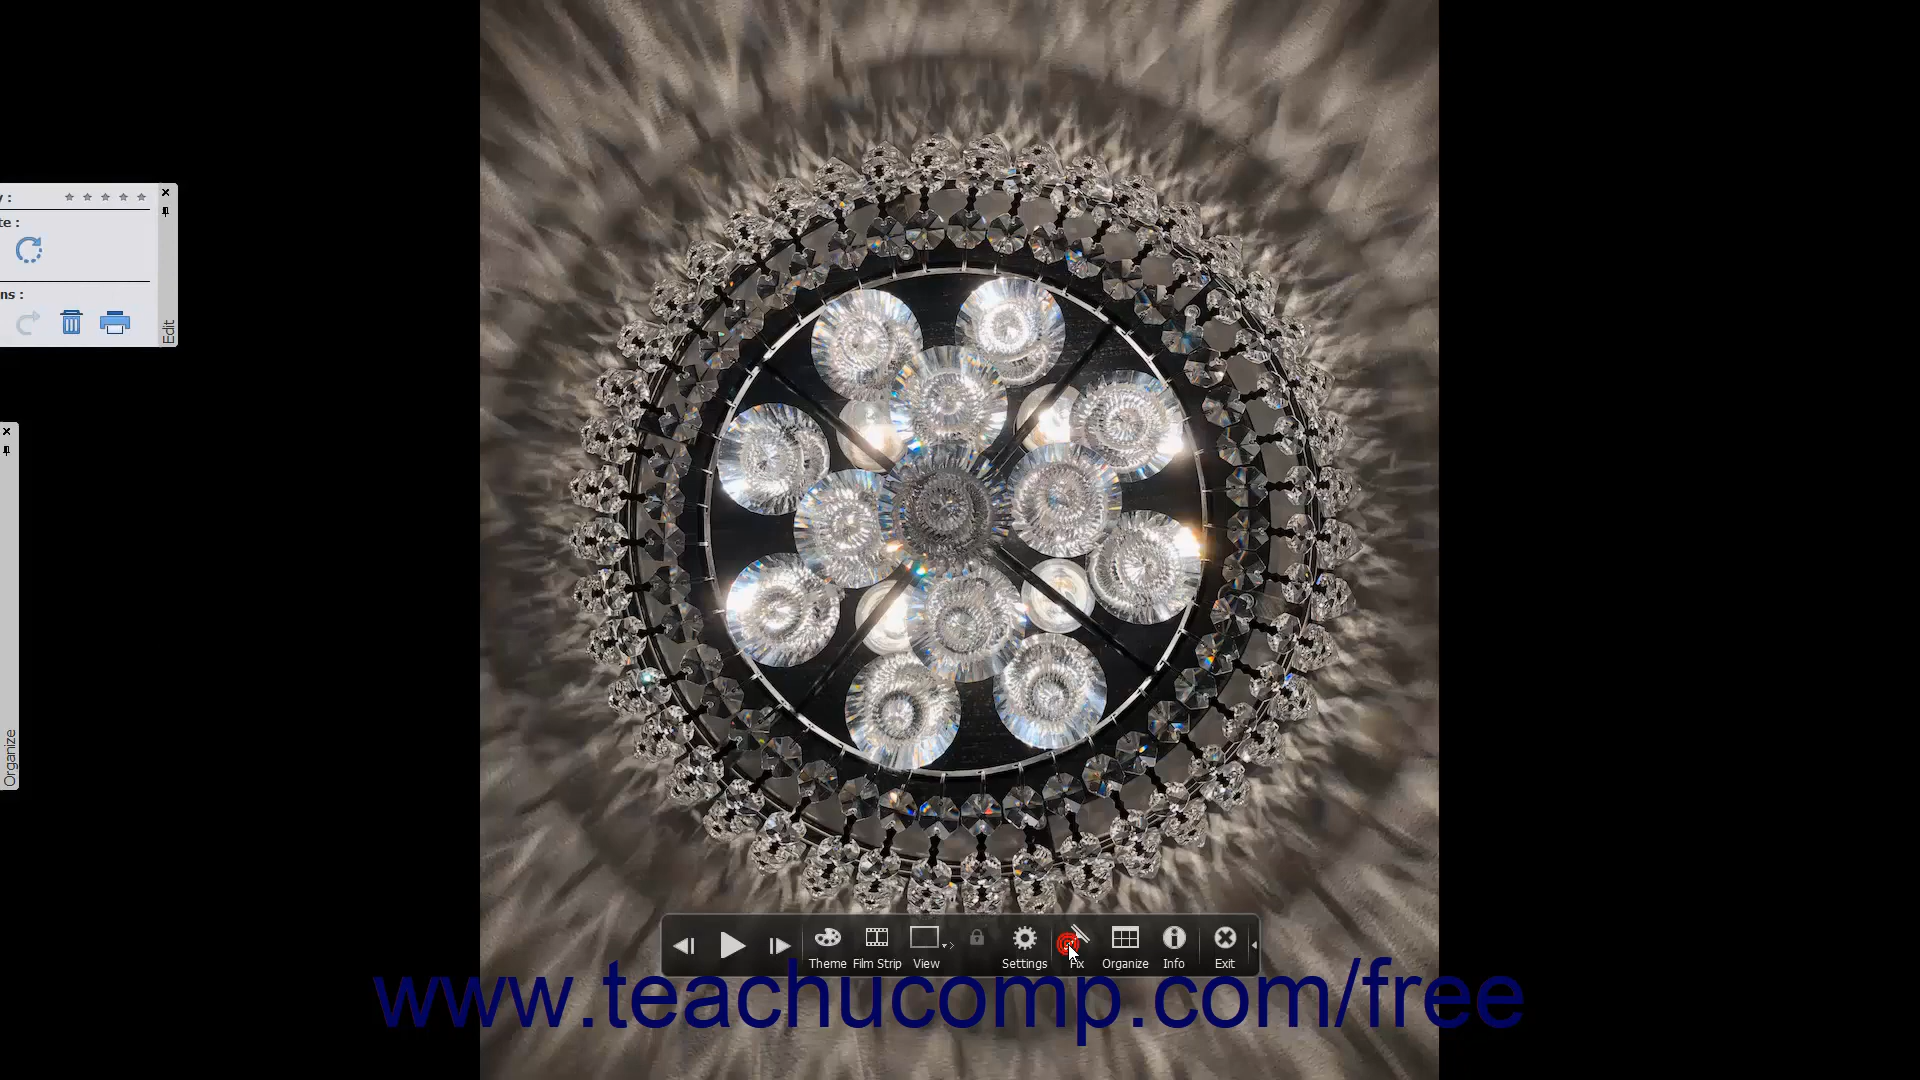 y :
te :
ns :
Edit
Organize
Theme Film Strip View Settings Fix Organize Info Exit
www.teachucomp.com/free